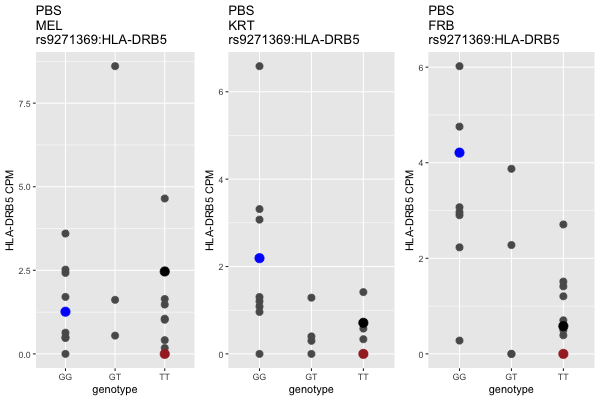 PBS
MEL
rs9271369:HLA-DRB5
HLA-DRB5 CPM
7.5
5.0
2.5
0.0
GG GT TT
genotype
PBS
KRT
rs9271369:HLA-DRB5
HLA-DRB5 CPM
6
4
2
0
GG GT TT
genotype
PBS
FRB
rs9271369:HLA-DRB5
HLA-DRB5 CPM
6
4
2
0
GG GT TT
genotype